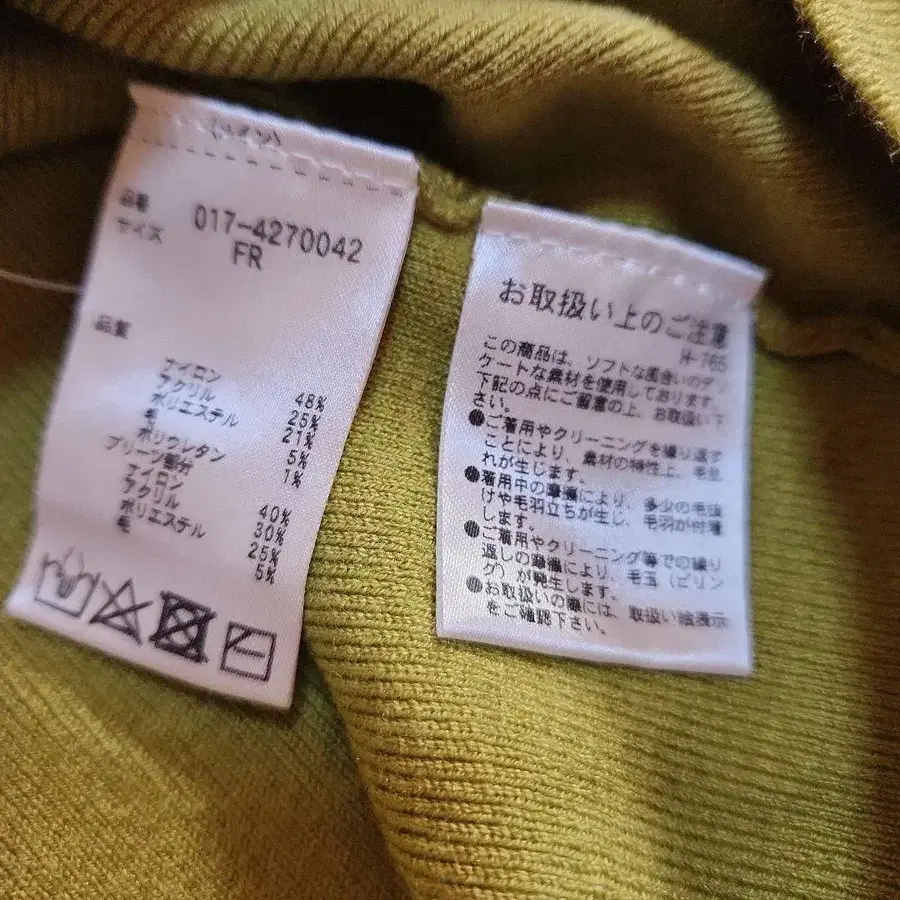 (メイン)
品番 017-4270042
サイズ FR
品質
ナイロン 48%
アクリル 25%
ポリエステル 21%
毛 5%
ポリウレタン 1%
プリーツ部分
ナイロン 40%
アクリル 30%
ポリエステル 25%
毛 5%
お取扱い上のご注意
H-765
この商品は、ソフトな風合いのデリ
ケートな素材を使用しております。
下記の点にご留意の上、お取扱い下
さい。
●ご着用やクリーニングを繰り返す
ことにより、素材の特性上、毛乱
れが生じます。
●着用中の摩擦により、多少の毛抜
けや毛羽立ちが生じ、毛羽が付着
します。
●ご着用やクリーニング等での繰り
返しの摩擦により、毛玉(ピリン
グ)が発生します。
●お取扱いの際には、取扱い絵表示
をご確認下さい。